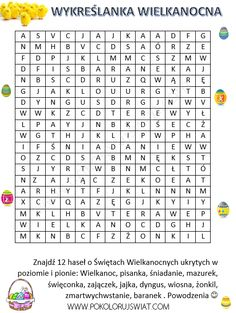 WYKREŚLANKA WIELKANOCNA
A S V C J A J K A A D F G
N M H B V C D S A Ó R Z E
F D P J K L M M C S Z M W
D F I S B A R A N E K A J
N B S C D R U Z Q W Ą R Ę
G J A K L O U U R G Y T B
D Y N G U S D R G J N W V
W K Z C D T E R E W Y L
L P A Y J N B K D S E C Ż
W G T H J K L I P W P H A
I F Ś N I A D A N I E W W
O Z C D S A B M N Ę K S T
S J Y R T W B N M C L T O
N Z A J Ą C Z E K O E A T
A R H Y T F J K L N N M
X C V Q A Z S Ę G H K Y I
M K L H B V T E R A W E P
W I E L K A N O C D G H J
M N K B C F Z Ż O N K I L
Znajdź 12 haseł o Świętach Wielkanocnych ukrytych w
poziomie i pionie: Wielkanoc, pisanka, śniadanie, mazurek,
święconka, zajączek, jajka, dyngus, wiosna, żonkil,
zmartwychwstanie, baranek . Powodzenia ☺
WWW.POKOLORUJSWIAT.COM